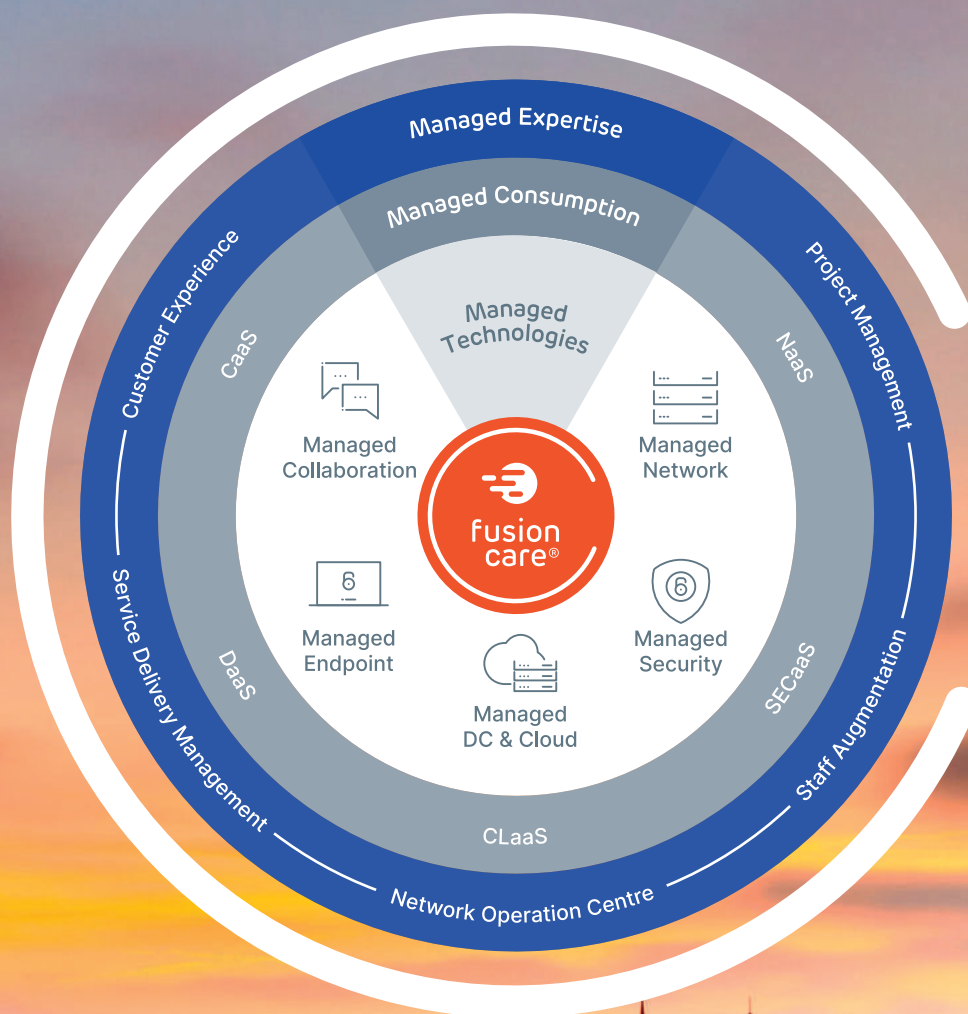 Managed Expertise
Managed Consumption
Managed
Technologies
Customer Experience
Project Management
CaaS
NaaS
Managed
Collaboration
Managed
Network
fusion
care®
Managed
Endpoint
Managed
Security
Managed
DC & Cloud
Service Delivery Management
DaaS
SECaaS
Staff Augmentation
CLaaS
Network Operation Centre